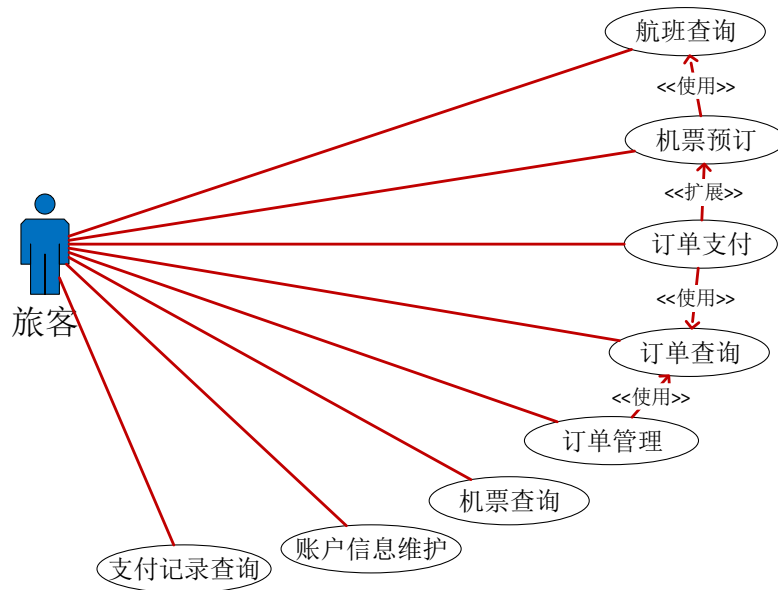 航班查询
<<使用>>
机票预订
<<扩展>>
订单支付
<<使用>>
旅客
订单查询
<<使用>>
订单管理
机票查询
账户信息维护
支付记录查询